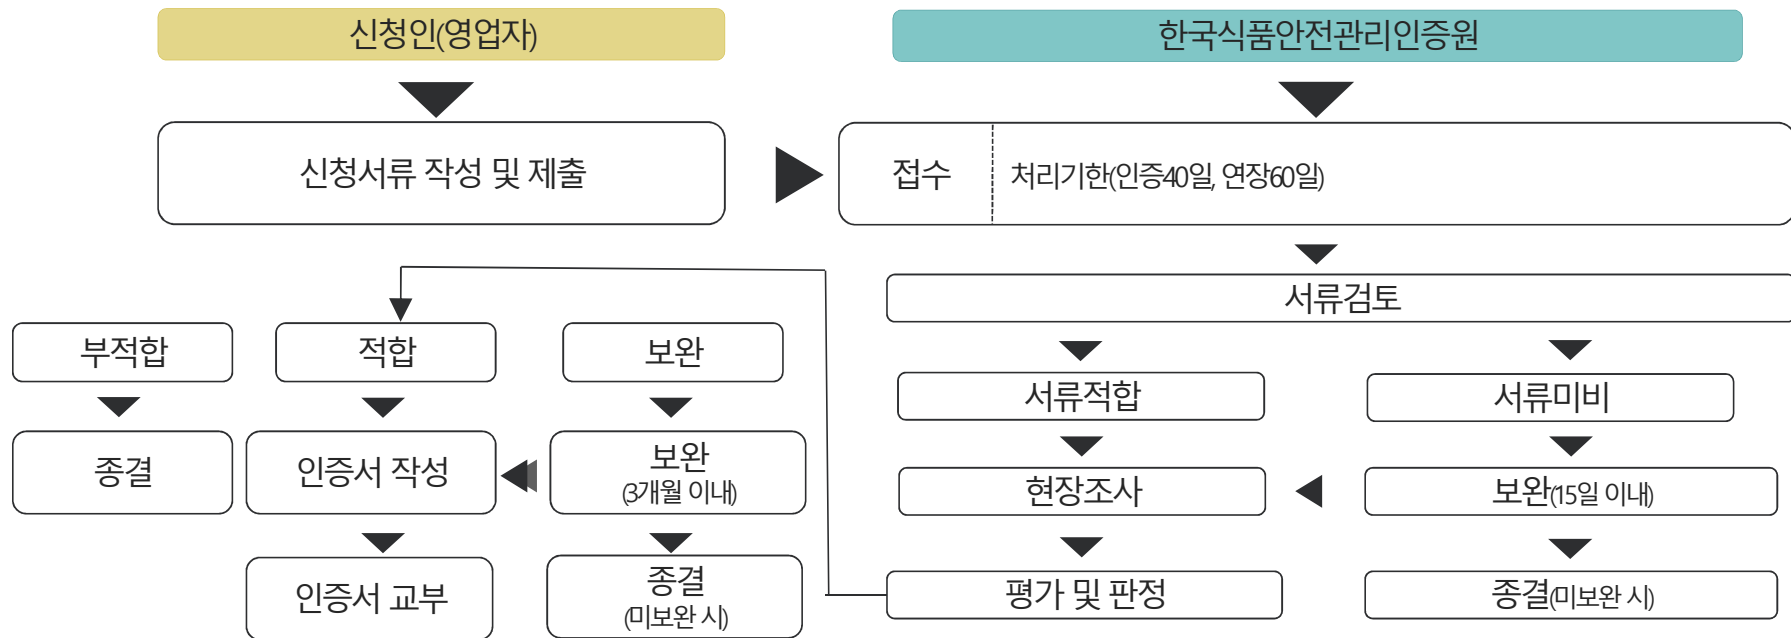 신청인(영업자)
한국식품안전관리인증원
신청서류 작성 및 제출
접수
처리기한(인증40일, 연장60일)
서류검토
부적합
적합
보완
서류적합
서류미비
종결
인증서 작성
보완
(3개월 이내)
현장조사
보완(15일 이내)
인증서 교부
종결
(미보완 시)
평가 및 판정
종결(미보완 시)